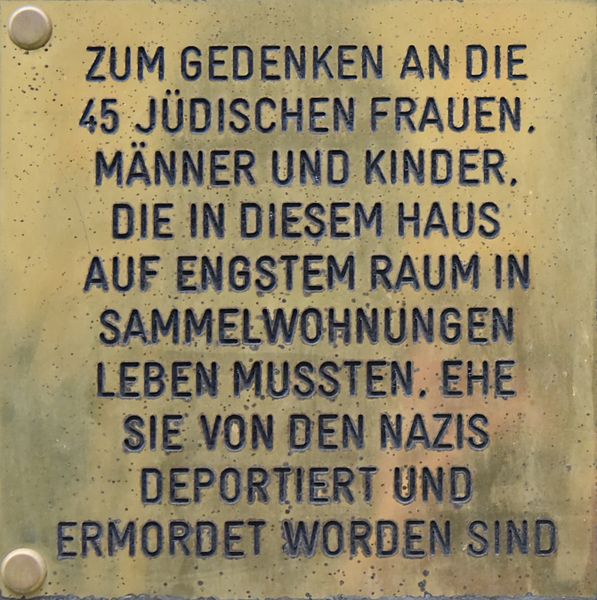 ZUM GEDENKEN AN DIE
45 JÜDISCHEN FRAUEN,
MÄNNER UND KINDER,
DIE IN DIESEM HAUS
AUF ENGSTEM RAUM IN
SAMMELWOHNUNGEN
LEBEN MUSSTEN, EHE
SIE VON DEN NAZIS
DEPORTIERT UND
ERMORDET WORDEN SIND